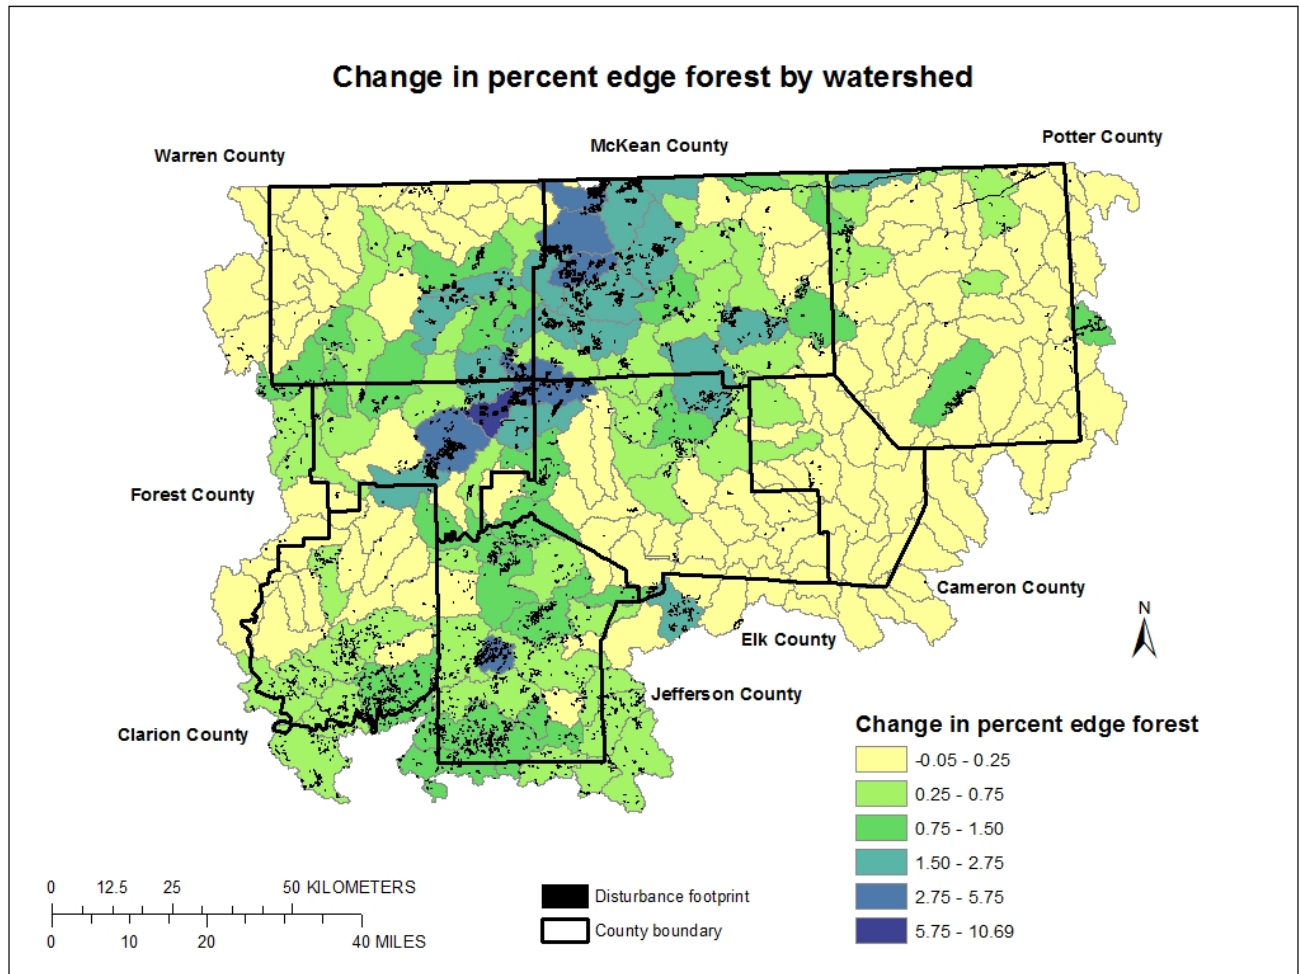 Change in percent edge forest by watershed
Warren County
McKean County
Potter County
Forest County
Cameron County
Elk County
Jefferson County
Clarion County
N
Change in percent edge forest
-0.05 - 0.25
0.25 - 0.75
0.75 - 1.50
1.50 - 2.75
2.75 - 5.75
5.75 - 10.69
Disturbance footprint
County boundary
0 12.5 25 50 KILOMETERS
0 10 20 40 MILES